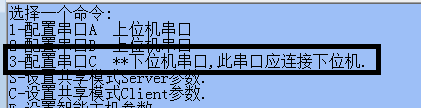 选择一个命令:
1-配置串口A  上位机串口
2-配置串口B  上位机串口
3-配置串口C  **下位机串口,此串口应连接下位机.
S-设置共享模式Server参数.
C-设置共享模式Client参数.